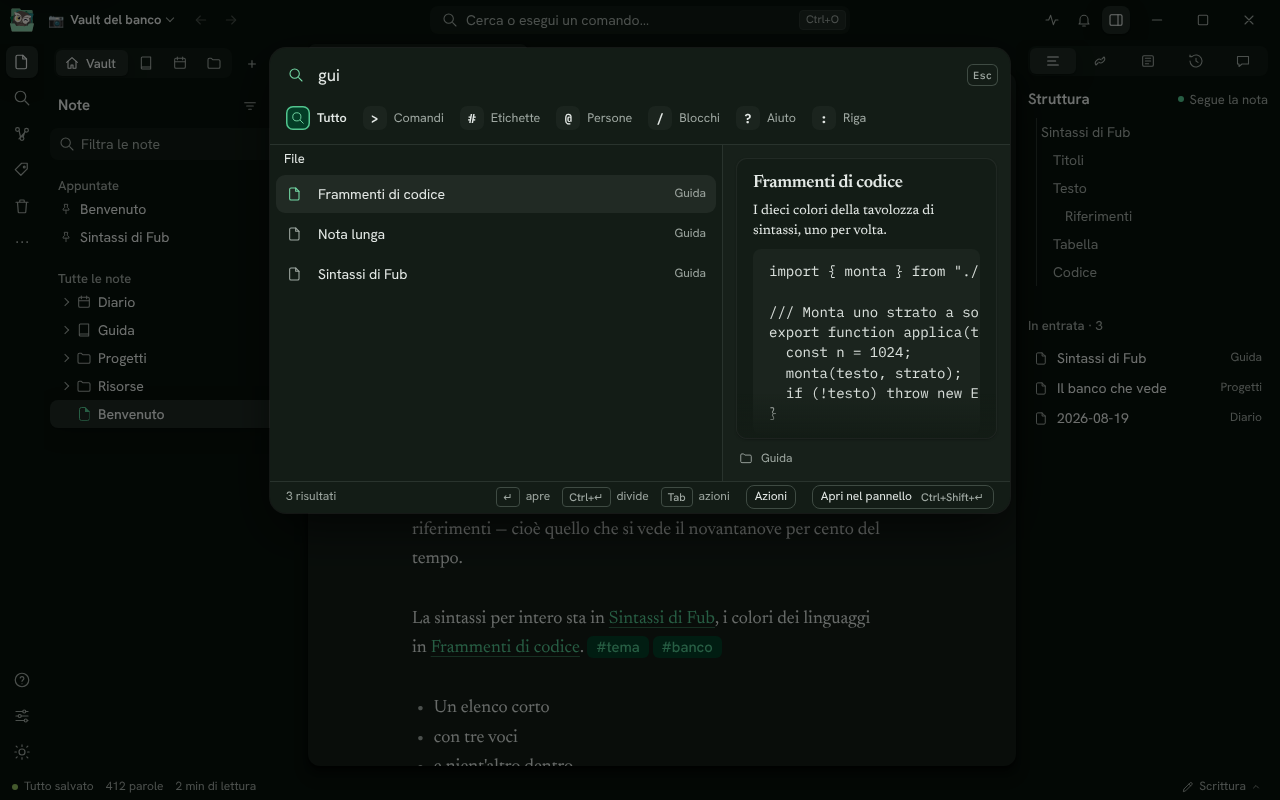 Vault del banco
Cerca o esegui un comando...
Ctrl+O
Vault
Note
Filtra le note
Appuntate
Benvenuto
Sintassi di Fub
Tutte le note
Diario
Guida
Progetti
Risorse
Benvenuto
gui
Esc
Tutto
> Comandi
# Etichette
@ Persone
/ Blocchi
? Aiuto
: Riga
File
Frammenti di codice Guida
Nota lunga Guida
Sintassi di Fub Guida
Frammenti di codice
I dieci colori della tavolozza di
sintassi, uno per volta.
import { monta } from "./
/// Monta uno strato a so
export function applica(t
const n = 1024;
monta(testo, strato);
if (!testo) throw new E
}
Guida
3 risultati
↵ apre Ctrl+↵ divide Tab azioni Azioni Apri nel pannello Ctrl+Shift+↵
riferimenti — cioè quello che si vede il novantanove per cento del
tempo.
La sintassi per intero sta in Sintassi di Fub, i colori dei linguaggi
in Frammenti di codice. #tema #banco
• Un elenco corto
• con tre voci
• e nient'altro dentro
Struttura
Segue la nota
Sintassi di Fub
Titoli
Testo
Riferimenti
Tabella
Codice
In entrata · 3
Sintassi di Fub Guida
Il banco che vede Progetti
2026-08-19 Diario
Tutto salvato 412 parole 2 min di lettura
Scrittura